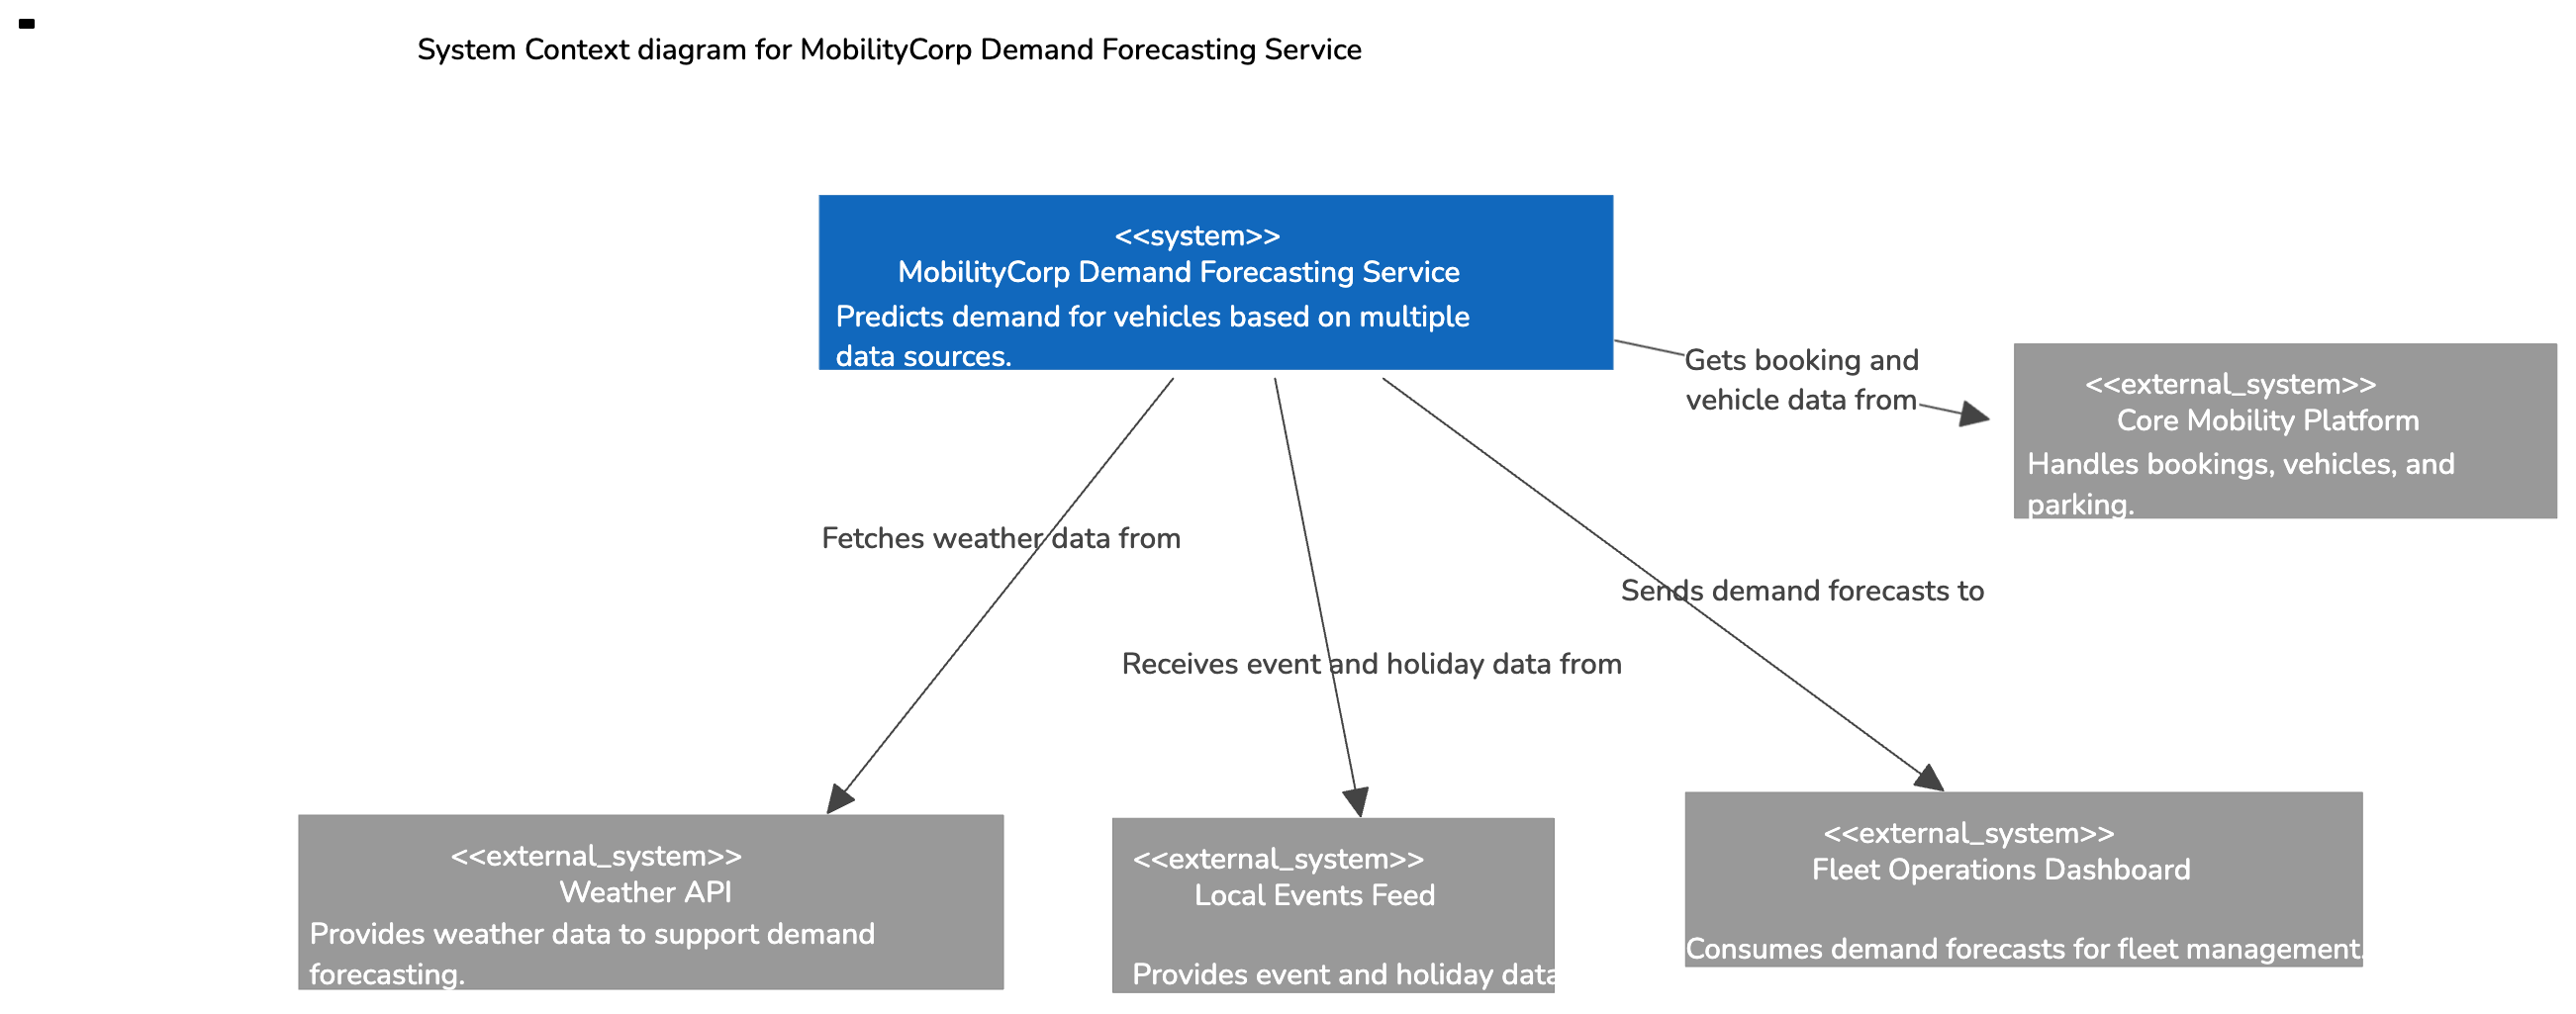 System Context diagram for MobilityCorp Demand Forecasting Service
<<system>>
MobilityCorp Demand Forecasting Service
Predicts demand for vehicles based on multiple
data sources.
Gets booking and
vehicle data from
<<external_system>>
Core Mobility Platform
Handles bookings, vehicles, and
parking.
Fetches weather data from
Sends demand forecasts to
Receives event and holiday data from
<<external_system>>
Weather API
Provides weather data to support demand
forecasting.
<<external_system>>
Local Events Feed
Provides event and holiday data
<<external_system>>
Fleet Operations Dashboard
Consumes demand forecasts for fleet management.